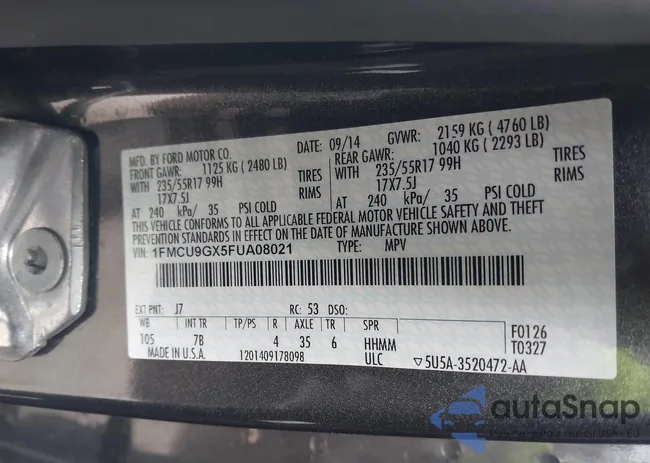 MFD. BY FORD MOTOR CO.
DATE: 09/14 GVWR: 2159 KG ( 4760 LB)
FRONT GAWR: 1125 KG ( 2480 LB)
REAR GAWR: 1040 KG ( 2293 LB)
WITH 235/55R17 99H TIRES
WITH 235/55R17 99H TIRES
17X7.5J RIMS
17X7.5J RIMS
AT 240 kPa/ 35 PSI COLD
AT 240 kPa/ 35 PSI COLD
THIS VEHICLE CONFORMS TO ALL APPLICABLE FEDERAL MOTOR VEHICLE SAFETY AND THEFT
PREVENTION STANDARDS IN EFFECT ON THE DATE OF MANUFACTURE SHOWN ABOVE.
VIN: 1FMCU9GX5FUA08021 TYPE: MPV
EXT PNT: J7 RC: 53 DSO:
WB INT TR TP/PS R AXLE TR SPR
105 7B 4 35 6 HHMM
F0126
T0327
MADE IN U.S.A. 1201409178098 ULC ▽5U5A-3520472-AA
autaSnap